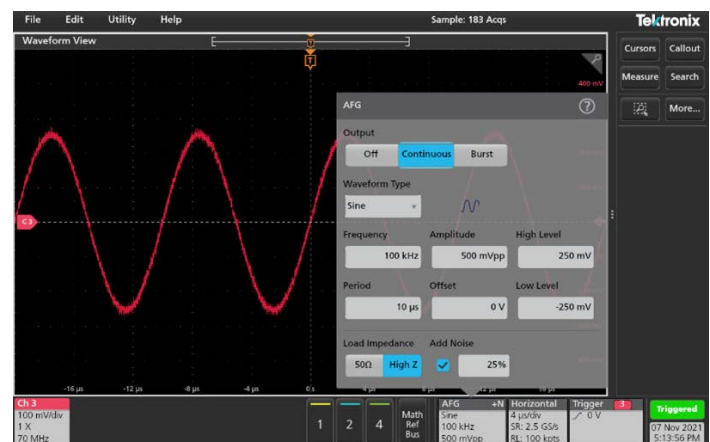 File Edit Utility Help Sample: 183 Acqs Tektronix
Waveform View
T
T
400 mV
Cursors Callout
Measure Search
More...
AFG
Output
Off Continuous Burst
Waveform Type
Sine
Frequency Amplitude High Level
100 kHz 500 mVpp 250 mV
Period Offset Low Level
10 µs 0 V -250 mV
Load Impedance Add Noise
50Ω High Z 25%
C3
-16 µs -12 µs -8 µs -4 µs 0 s
Ch 3
100 mV/div
1 X
70 MHz
1 2 4
Math
Ref
Bus
AFG +N
Sine
100 kHz
500 mVpp
Horizontal
4 µs/div
SR: 2.5 GS/s
RL: 100 kpts
Trigger 3
0 V
Triggered
07 Nov 2021
5:13:56 PM